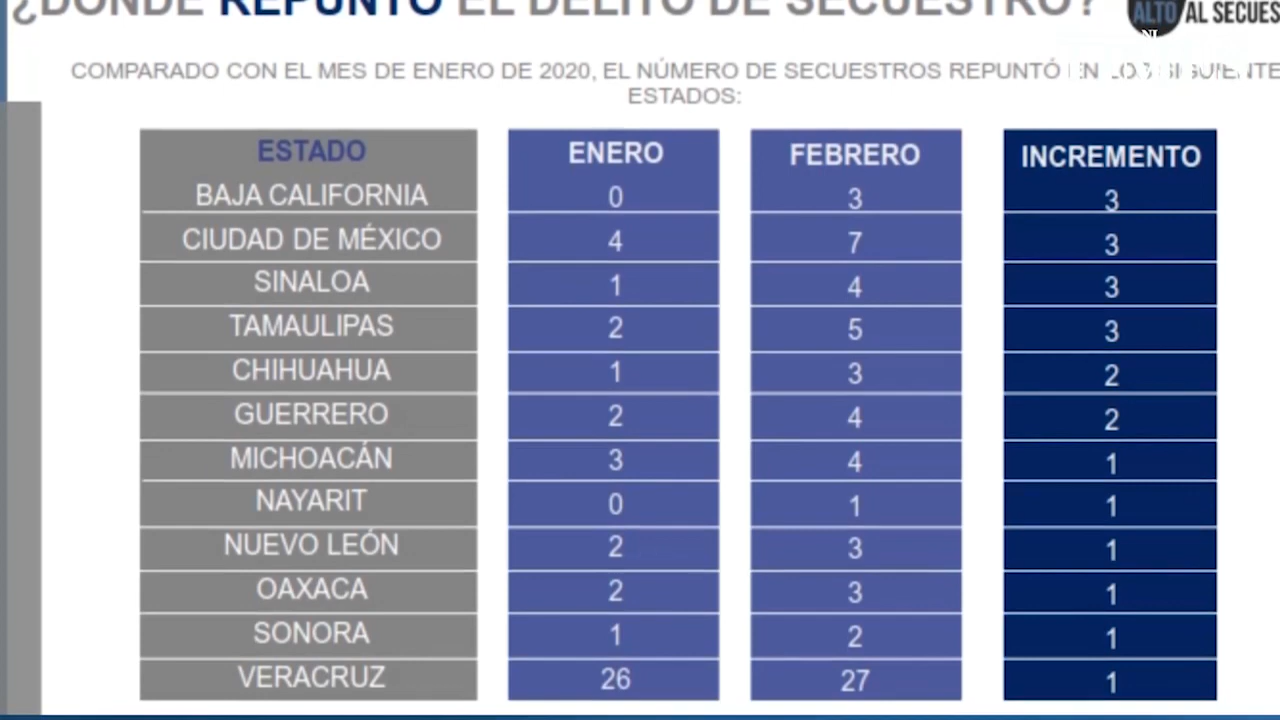 ¿DÓNDE REPUNTÓ EL DELITO DE SECUESTRO?
ALTO AL SECUES
COMPARADO CON EL MES DE ENERO DE 2020, EL NÚMERO DE SECUESTROS REPUNTÓ EN LOS SIGUIENTE
ESTADOS:
ESTADO ENERO FEBRERO INCREMENTO
BAJA CALIFORNIA 0 3 3
CIUDAD DE MÉXICO 4 7 3
SINALOA 1 4 3
TAMAULIPAS 2 5 3
CHIHUAHUA 1 3 2
GUERRERO 2 4 2
MICHOACÁN 3 4 1
NAYARIT 0 1 1
NUEVO LEÓN 2 3 1
OAXACA 2 3 1
SONORA 1 2 1
VERACRUZ 26 27 1